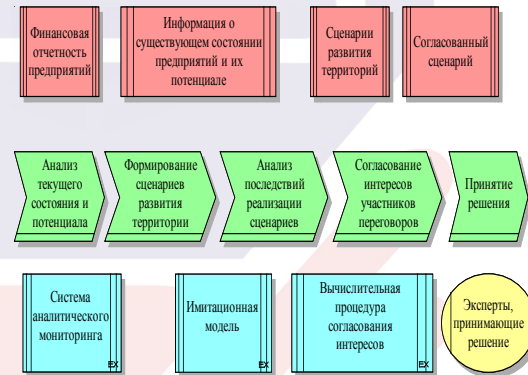 Финансовая
отчетность
предприятий
Информация о
существующем состоянии
предприятий и их
потенциале
Сценарии
развития
территорий
Согласованный
сценарий
Анализ
текущего
состояния и
потенциала
Формирование
сценариев
развития
территории
Анализ
последствий
реализации
сценариев
Согласование
интересов
участников
переговоров
Принятие
решения
Система
аналитического
мониторинга
EX
Имитационная
модель
EX
Вычислительная
процедура
согласования
интересов
EX
Эксперты,
принимающие
решение